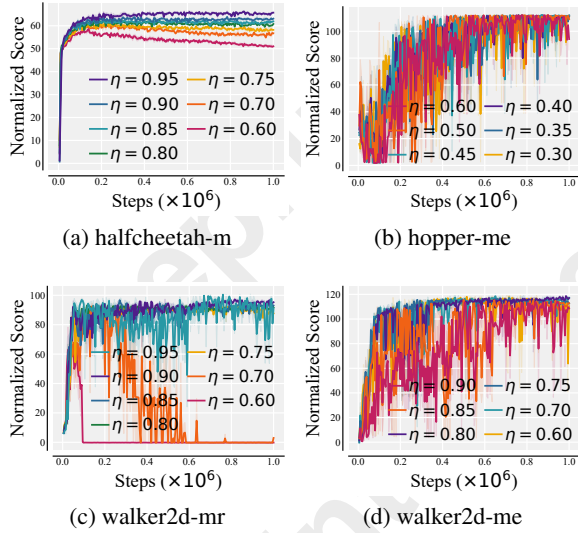 Normalized Score
60
50
40
30
20
10
0
η = 0.95 η = 0.75
η = 0.90 η = 0.70
η = 0.85 η = 0.60
η = 0.80
0.0 0.2 0.4 0.6 0.8 1.0
Steps (×10⁶)
(a) halfcheetah-m
Normalized Score
100
80
60
40
20
0
η = 0.60 η = 0.40
η = 0.50 η = 0.35
η = 0.45 η = 0.30
0.0 0.2 0.4 0.6 0.8 1.0
Steps (×10⁶)
(b) hopper-me
Normalized Score
100
80
60
40
20
0
η = 0.95 η = 0.75
η = 0.90 η = 0.70
η = 0.85 η = 0.60
η = 0.80
0.0 0.2 0.4 0.6 0.8 1.0
Steps (×10⁶)
(c) walker2d-mr
Normalized Score
120
100
80
60
40
20
0
η = 0.90 η = 0.75
η = 0.85 η = 0.70
η = 0.80 η = 0.60
0.0 0.2 0.4 0.6 0.8 1.0
Steps (×10⁶)
(d) walker2d-me